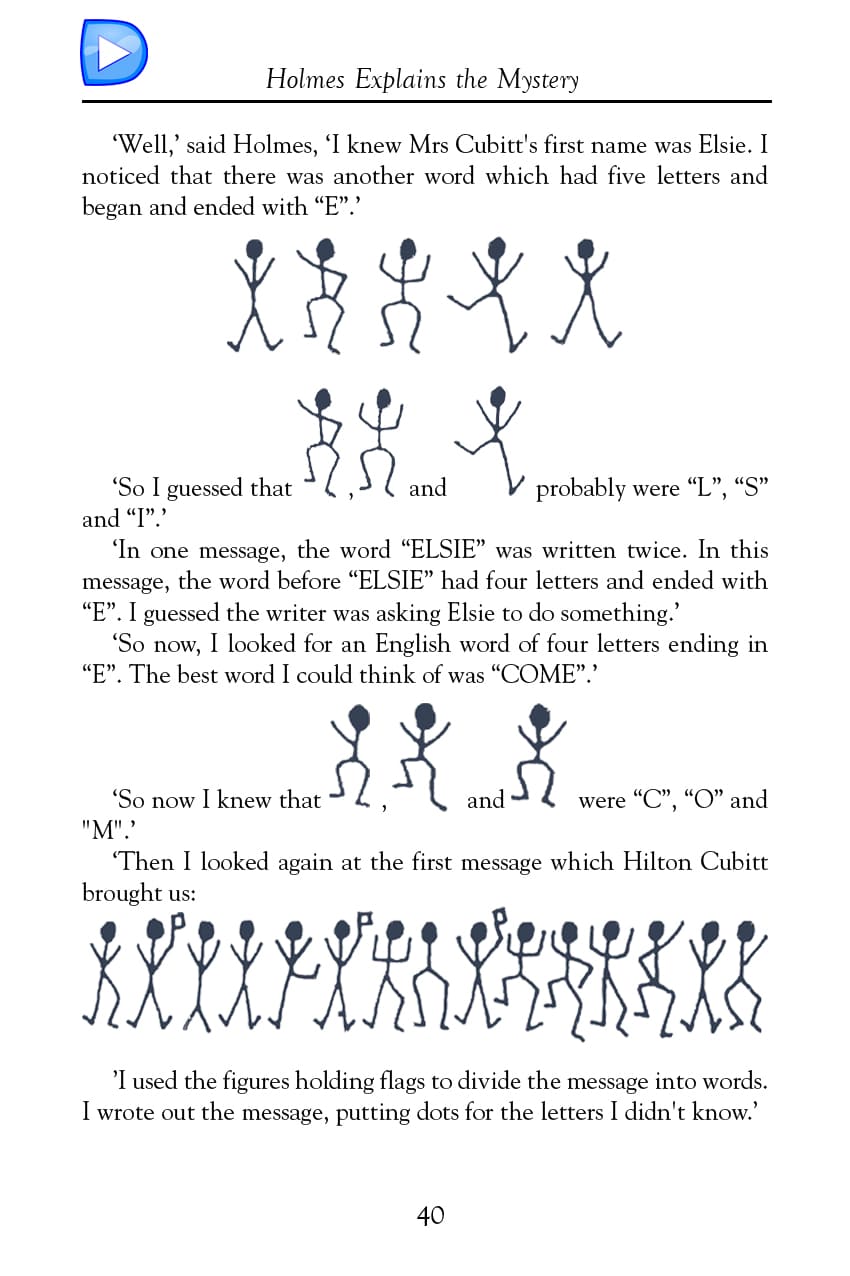 Holmes Explains the Mystery
‘Well,’ said Holmes, ‘I knew Mrs Cubitt's first name was Elsie. I
noticed that there was another word which had five letters and
began and ended with “E”.’
‘So I guessed that , and probably were “L”, “S”
and “I”.’
‘In one message, the word “ELSIE” was written twice. In this
message, the word before “ELSIE” had four letters and ended with
“E”. I guessed the writer was asking Elsie to do something.’
‘So now, I looked for an English word of four letters ending in
“E”. The best word I could think of was “COME”.’
‘So now I knew that , and were “C”, “O” and
"M".’
‘Then I looked again at the first message which Hilton Cubitt
brought us:
’I used the figures holding flags to divide the message into words.
I wrote out the message, putting dots for the letters I didn't know.’
40